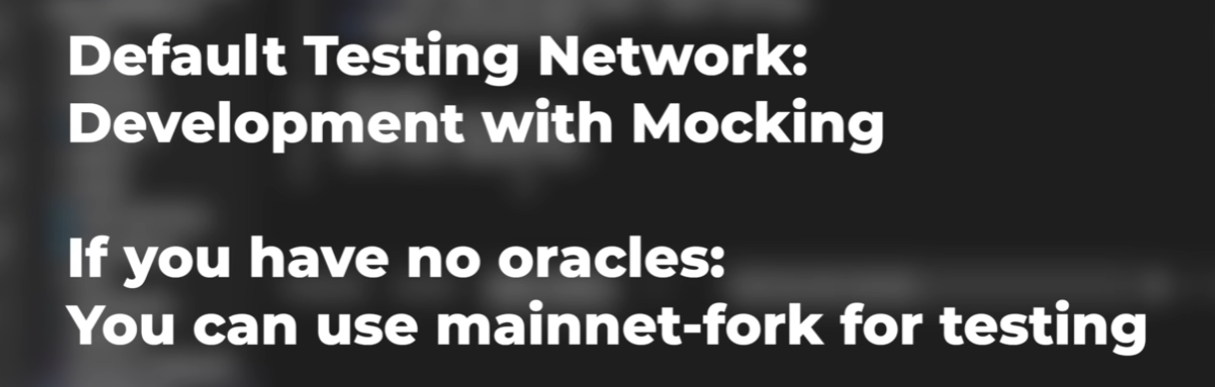 Default Testing Network:
Development with Mocking
If you have no oracles:
You can use mainnet-fork for testing